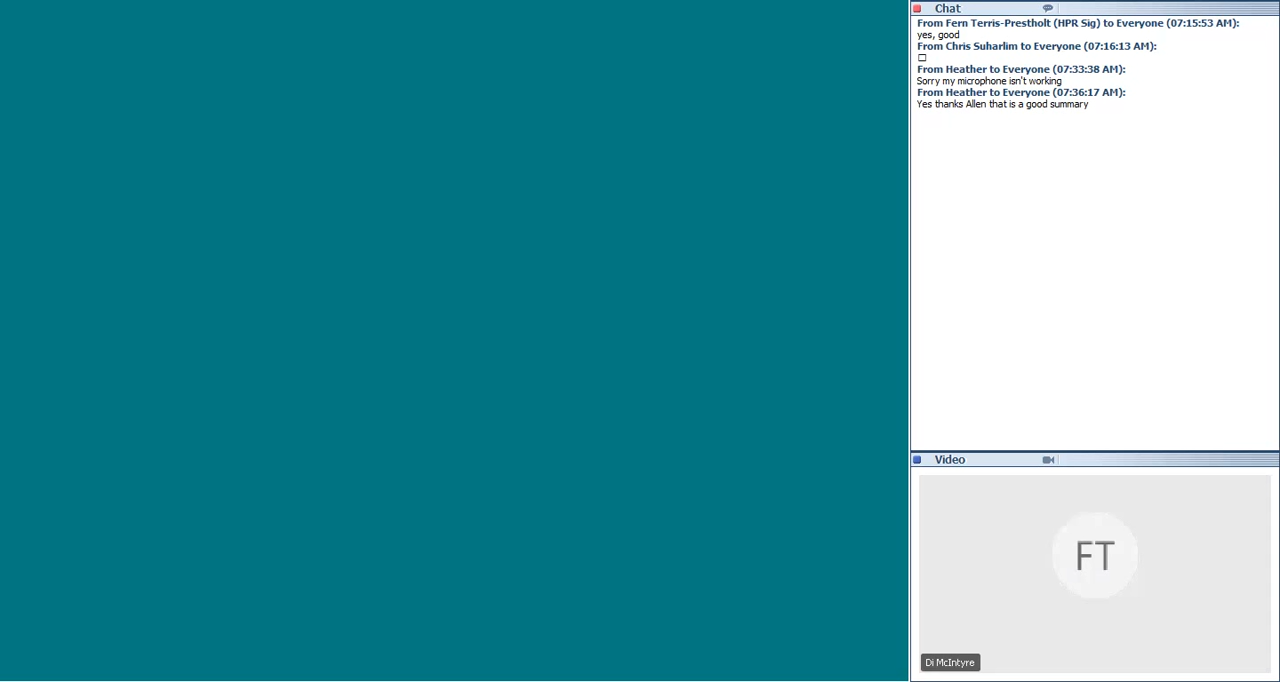 Chat
From Fern Terris-Prestholt (HPR Sig) to Everyone (07:15:53 AM):
yes, good
From Chris Suharlim to Everyone (07:16:13 AM):
From Heather to Everyone (07:33:38 AM):
Sorry my microphone isn't working
From Heather to Everyone (07:36:17 AM):
Yes thanks Allen that is a good summary
Video
FT
Di McIntyre